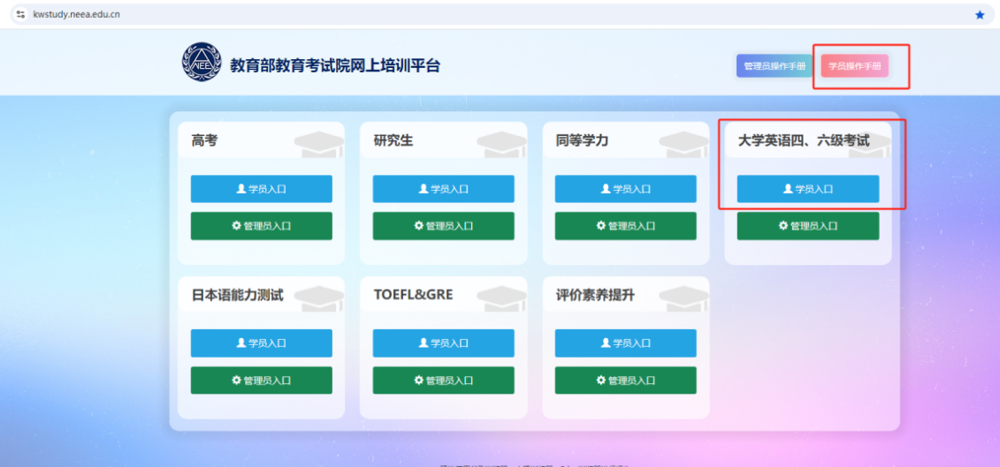 kwstudy.neea.edu.cn
NEEA
教育部教育考试院网上培训平台
管理员操作手册
学员操作手册
高考
研究生
同等学力
大学英语四、六级考试
学员入口
学员入口
学员入口
学员入口
管理员入口
管理员入口
管理员入口
管理员入口
日本语能力测试
TOEFL&GRE
评价素养提升
学员入口
学员入口
学员入口
管理员入口
管理员入口
管理员入口